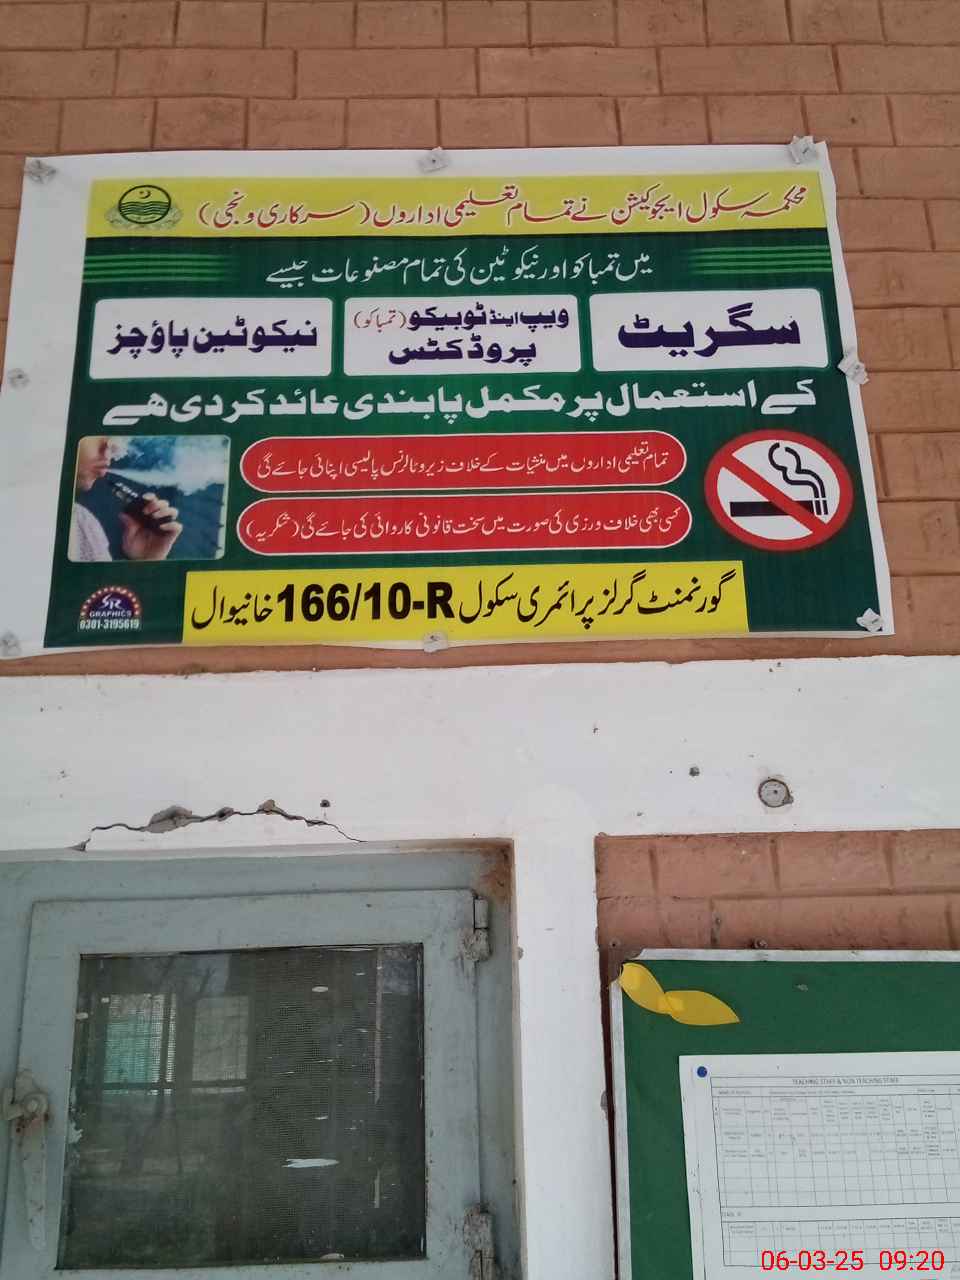 محکمہ سکول ایجوکیشن نے تمام تعلیمی اداروں (سرکاری و نجی)
میں تمباکو اور نیکوٹین کی تمام مصنوعات جیسے
سگریٹ
ویپ اینڈ ٹوبیکو (تمباکو)
پروڈکٹس
نیکوٹین پاؤچز
کے استعمال پر مکمل پابندی عائد کر دی ھے
تمام تعلیمی اداروں میں منشیات کے خلاف زیرو ٹالرنس پالیسی اپنائی جائے گی
کسی بھی خلاف ورزی کی صورت میں سخت قانونی کاروائی کی جائے گی (شکریہ)
SR
GRAPHICS
0301-3195619
گورنمنٹ گرلز پرائمری سکول 166/10-R خانیوال
TEACHING STAFF & NON TEACHING STAFF
06-03-25 09:20